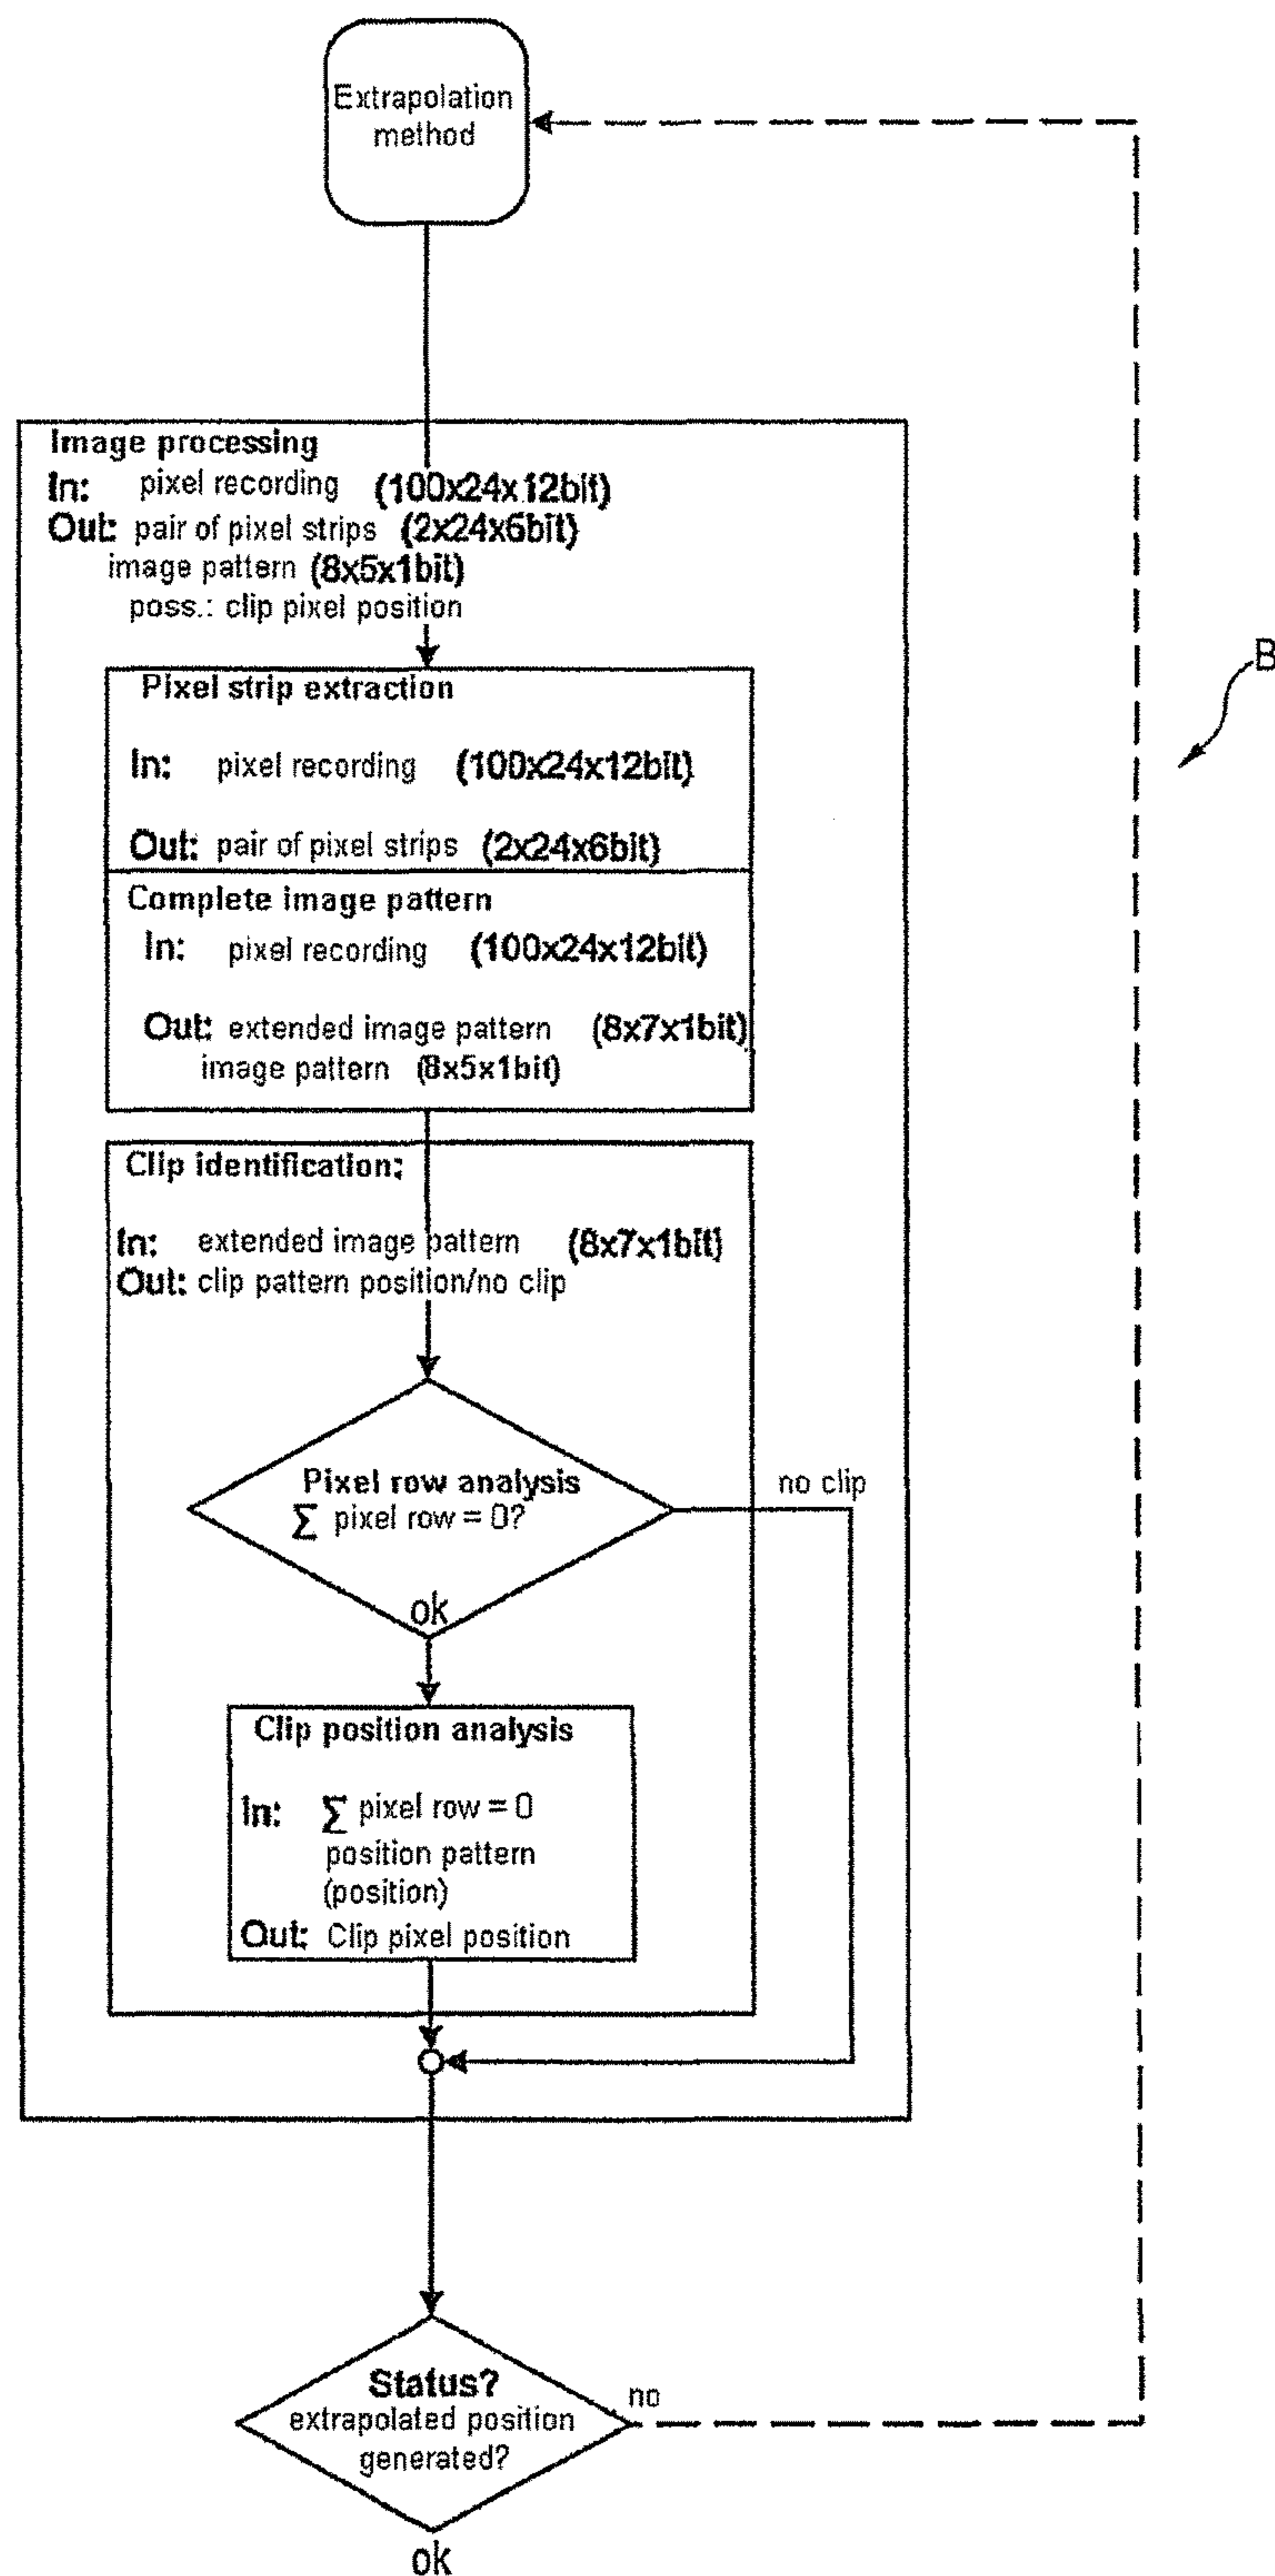 Extrapolation
method
Image processing
In: pixel recording (100x24x12bit)
Out: pair of pixel strips (2x24x6bit)
image pattern (8x5x1bit)
poss.: clip pixel position
B
Pixel strip extraction
In: pixel recording (100x24x12bit)
Out: pair of pixel strips (2x24x6bit)
Complete image pattern
In: pixel recording (100x24x12bit)
Out: extended image pattern (8x7x1bit)
image pattern (8x5x1bit)
Clip identification:
In: extended image pattern (8x7x1bit)
Out: clip pattern position/no clip
Pixel row analysis
Σ pixel row = 0?
no clip
ok
Clip position analysis
In: Σ pixel row = 0
position pattern
(position)
Out: Clip pixel position
Status?
extrapolated position
generated?
no
ok